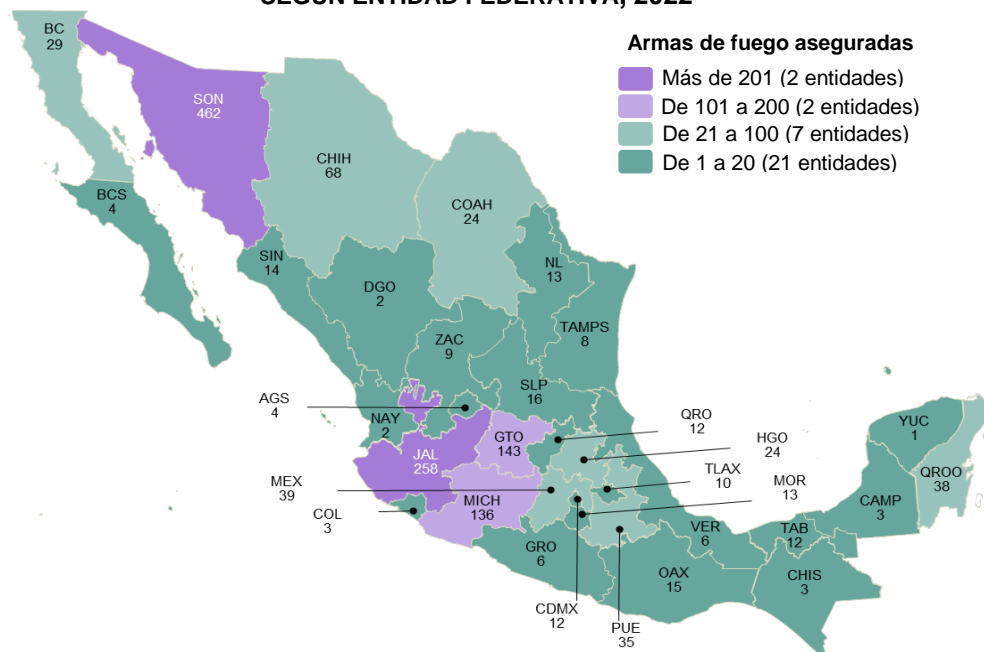 SEGÚN ENTIDAD FEDERATIVA, 2022
Armas de fuego aseguradas
Más de 201 (2 entidades)
De 101 a 200 (2 entidades)
De 21 a 100 (7 entidades)
De 1 a 20 (21 entidades)
BC
29
SON
462
CHIH
68
COAH
24
BCS
4
SIN
14
DGO
2
NL
13
TAMPS
8
ZAC
9
SLP
16
AGS
4
NAY
2
JAL
258
GTO
143
QRO
12
HGO
24
TLAX
10
MOR
13
MEX
39
COL
3
MICH
136
GRO
6
CDMX
12
PUE
35
VER
6
OAX
15
TAB
12
CHIS
3
CAMP
3
YUC
1
QROO
38